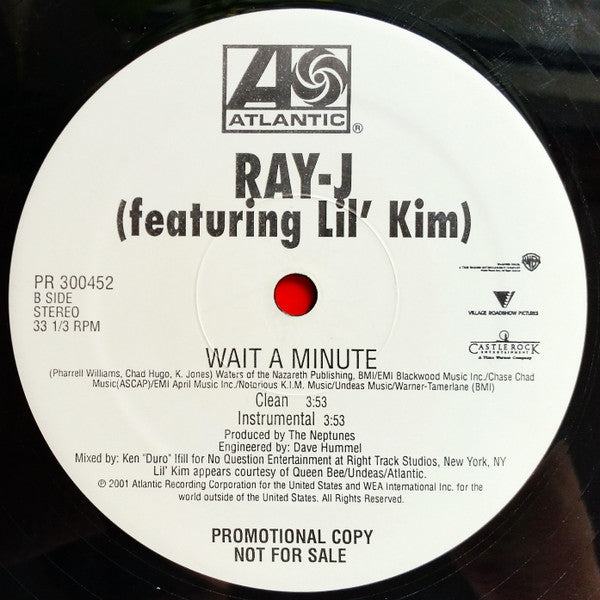 ATLANTIC®
RAY-J
(featuring Lil' Kim)
PR 300452
B SIDE
STEREO
33 1/3 RPM
VILLAGE ROADSHOW PICTURES
CASTLE ROCK
ENTERTAINMENT
A Time Warner Company
WAIT A MINUTE
(Pharrell Williams, Chad Hugo, K. Jones) Waters of the Nazareth Publishing, BMI/EMI Blackwood Music Inc./Chase Chad
Music(ASCAP)/EMI April Music Inc./Notorious K.I.M. Music/Undeas Music/Warner-Tamerlane (BMI)
Clean 3:53
Instrumental 3:53
Produced by The Neptunes
Engineered by: Dave Hummel
Mixed by: Ken "Duro" Ifill for No Question Entertainment at Right Track Studios, New York, NY
Lil' Kim appears courtesy of Queen Bee/Undeas/Atlantic.
℗ 2001 Atlantic Recording Corporation for the United States and WEA International Inc. for the
world outside of the United States. All Rights Reserved.
PROMOTIONAL COPY
NOT FOR SALE